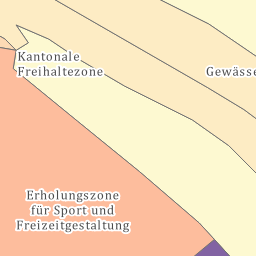 Kantonale
Freihaltezone
Erholungszone
für Sport und
Freizeitgestaltung